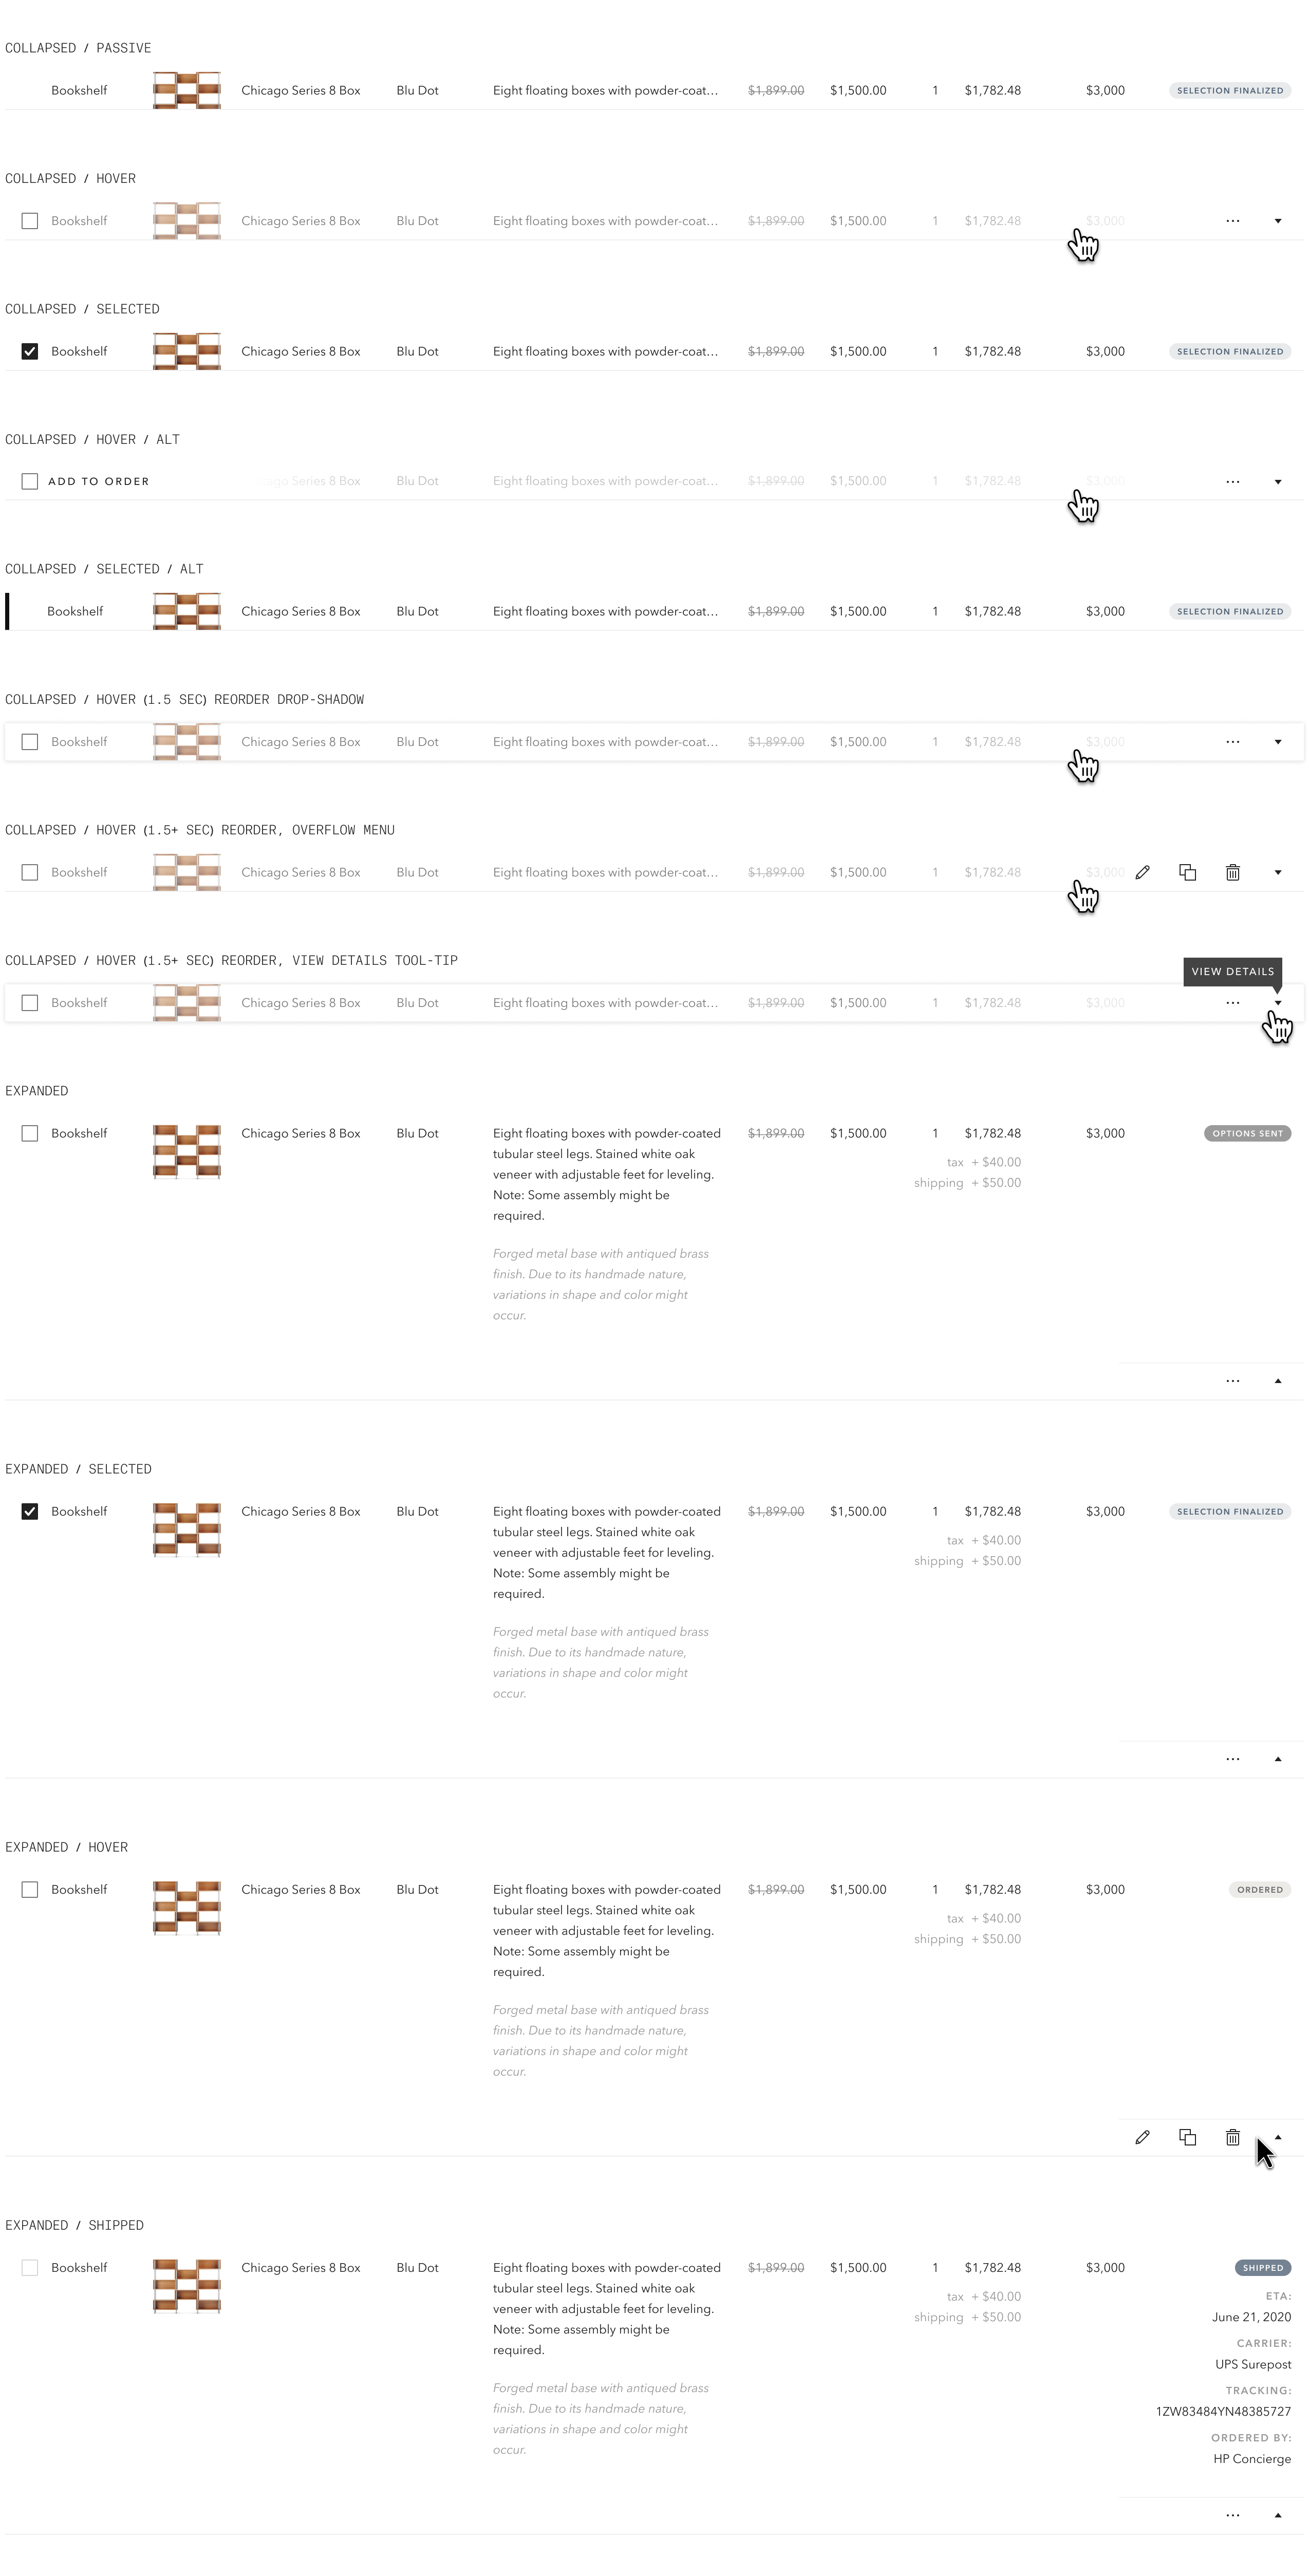 COLLAPSED / PASSIVE
Bookshelf Chicago Series 8 Box Blu Dot Eight floating boxes with powder-coat... $1,899.00 $1,500.00 1 $1,782.48 $3,000 SELECTION FINALIZED
COLLAPSED / HOVER
Bookshelf Chicago Series 8 Box Blu Dot Eight floating boxes with powder-coat... $1,899.00 $1,500.00 1 $1,782.48 $3,000 ...
COLLAPSED / SELECTED
Bookshelf Chicago Series 8 Box Blu Dot Eight floating boxes with powder-coat... $1,899.00 $1,500.00 1 $1,782.48 $3,000 SELECTION FINALIZED
COLLAPSED / HOVER / ALT
ADD TO ORDER cago Series 8 Box Blu Dot Eight floating boxes with powder-coat... $1,899.00 $1,500.00 1 $1,782.48 $3,000 ...
COLLAPSED / SELECTED / ALT
Bookshelf Chicago Series 8 Box Blu Dot Eight floating boxes with powder-coat... $1,899.00 $1,500.00 1 $1,782.48 $3,000 SELECTION FINALIZED
COLLAPSED / HOVER (1.5 SEC) REORDER DROP-SHADOW
Bookshelf Chicago Series 8 Box Blu Dot Eight floating boxes with powder-coat... $1,899.00 $1,500.00 1 $1,782.48 $3,000 ...
COLLAPSED / HOVER (1.5+ SEC) REORDER, OVERFLOW MENU
Bookshelf Chicago Series 8 Box Blu Dot Eight floating boxes with powder-coat... $1,899.00 $1,500.00 1 $1,782.48 $3,000
COLLAPSED / HOVER (1.5+ SEC) REORDER, VIEW DETAILS TOOL-TIP
VIEW DETAILS
Bookshelf Chicago Series 8 Box Blu Dot Eight floating boxes with powder-coat... $1,899.00 $1,500.00 1 $1,782.48 $3,000 ...
EXPANDED
Bookshelf Chicago Series 8 Box Blu Dot Eight floating boxes with powder-coated $1,899.00 $1,500.00 1 $1,782.48 $3,000 OPTIONS SENT
tubular steel legs. Stained white oak
veneer with adjustable feet for leveling.
Note: Some assembly might be
required.
tax + $40.00
shipping + $50.00
Forged metal base with antiqued brass
finish. Due to its handmade nature,
variations in shape and color might
occur.
...
EXPANDED / SELECTED
Bookshelf Chicago Series 8 Box Blu Dot Eight floating boxes with powder-coated $1,899.00 $1,500.00 1 $1,782.48 $3,000 SELECTION FINALIZED
tubular steel legs. Stained white oak
veneer with adjustable feet for leveling.
Note: Some assembly might be
required.
tax + $40.00
shipping + $50.00
Forged metal base with antiqued brass
finish. Due to its handmade nature,
variations in shape and color might
occur.
...
EXPANDED / HOVER
Bookshelf Chicago Series 8 Box Blu Dot Eight floating boxes with powder-coated $1,899.00 $1,500.00 1 $1,782.48 $3,000 ORDERED
tubular steel legs. Stained white oak
veneer with adjustable feet for leveling.
Note: Some assembly might be
required.
tax + $40.00
shipping + $50.00
Forged metal base with antiqued brass
finish. Due to its handmade nature,
variations in shape and color might
occur.
EXPANDED / SHIPPED
Bookshelf Chicago Series 8 Box Blu Dot Eight floating boxes with powder-coated $1,899.00 $1,500.00 1 $1,782.48 $3,000 SHIPPED
tubular steel legs. Stained white oak
veneer with adjustable feet for leveling.
Note: Some assembly might be
required.
tax + $40.00
shipping + $50.00
Forged metal base with antiqued brass
finish. Due to its handmade nature,
variations in shape and color might
occur.
ETA:
June 21, 2020
CARRIER:
UPS Surepost
TRACKING:
1ZW83484YN48385727
ORDERED BY:
HP Concierge
...